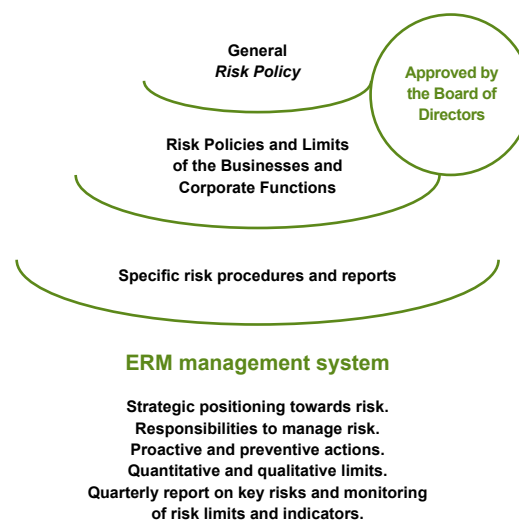 General
Risk Policy
Approved by
the Board of
Directors
Risk Policies and Limits
of the Businesses and
Corporate Functions
Specific risk procedures and reports
ERM management system
Strategic positioning towards risk.
Responsibilities to manage risk.
Proactive and preventive actions.
Quantitative and qualitative limits.
Quarterly report on key risks and monitoring
of risk limits and indicators.